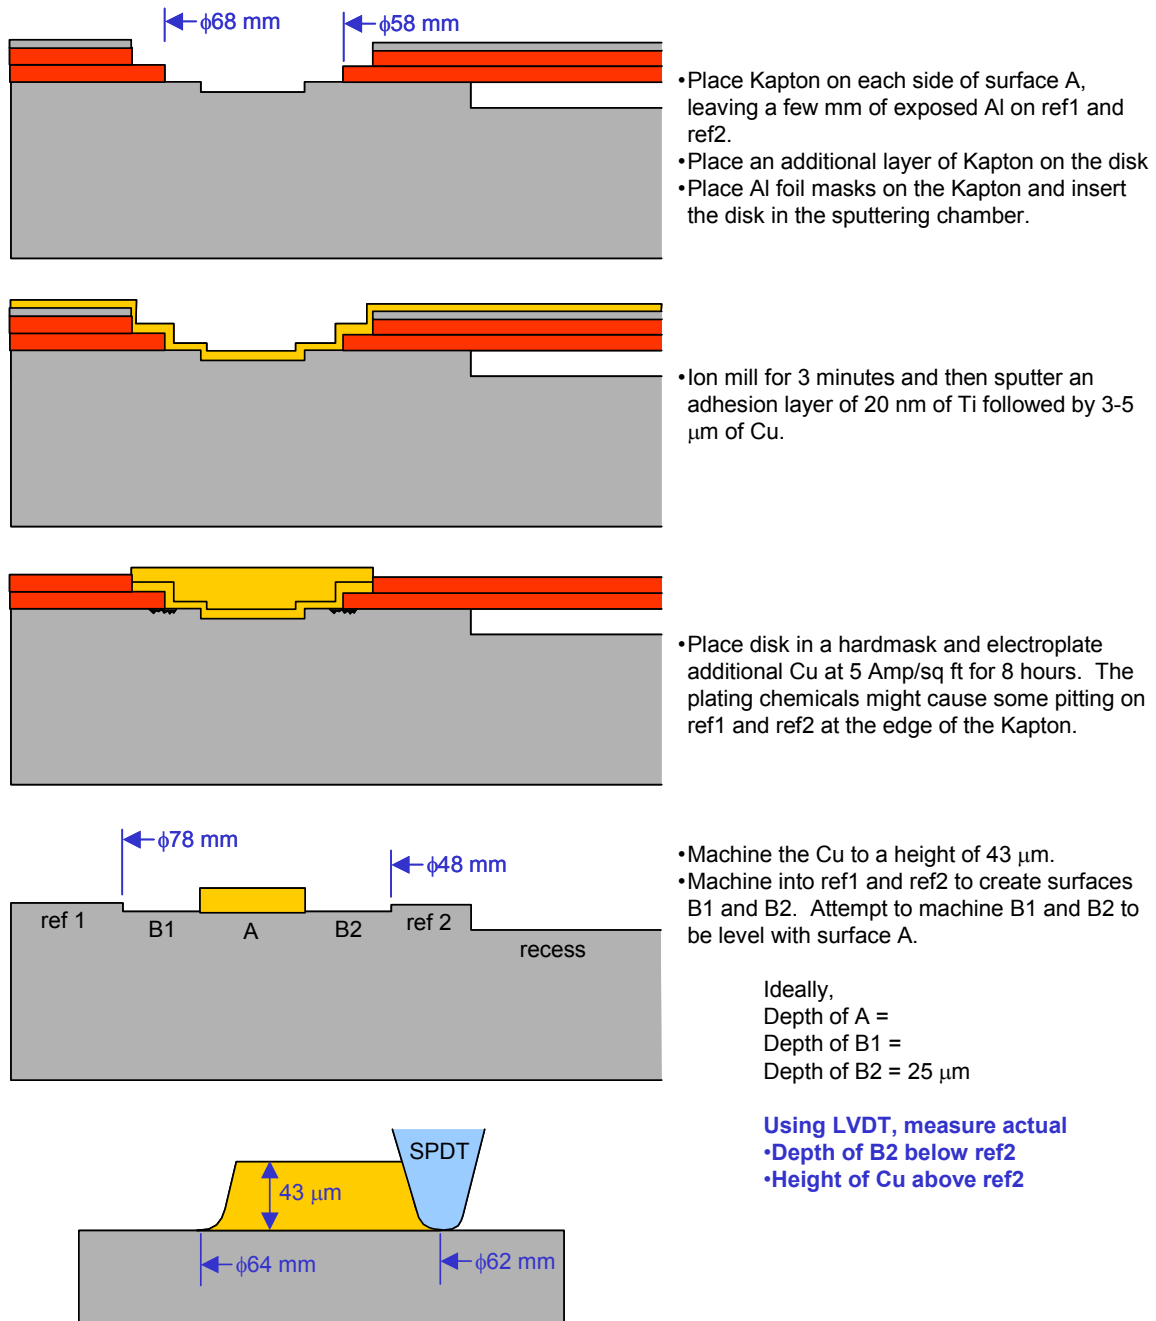 ϕ68 mm
ϕ58 mm
•Place Kapton on each side of surface A,
leaving a few mm of exposed Al on ref1 and
ref2.
•Place an additional layer of Kapton on the disk
•Place Al foil masks on the Kapton and insert
the disk in the sputtering chamber.
•Ion mill for 3 minutes and then sputter an
adhesion layer of 20 nm of Ti followed by 3-5
μm of Cu.
•Place disk in a hardmask and electroplate
additional Cu at 5 Amp/sq ft for 8 hours.  The
plating chemicals might cause some pitting on
ref1 and ref2 at the edge of the Kapton.
ϕ78 mm
ϕ48 mm
ref 1
B1
A
B2
ref 2
recess
•Machine the Cu to a height of 43 μm.
•Machine into ref1 and ref2 to create surfaces
B1 and B2.  Attempt to machine B1 and B2 to
be level with surface A.
Ideally,
Depth of A =
Depth of B1 =
Depth of B2 = 25 μm
Using LVDT, measure actual
•Depth of B2 below ref2
•Height of Cu above ref2
SPDT
43 μm
ϕ64 mm
ϕ62 mm